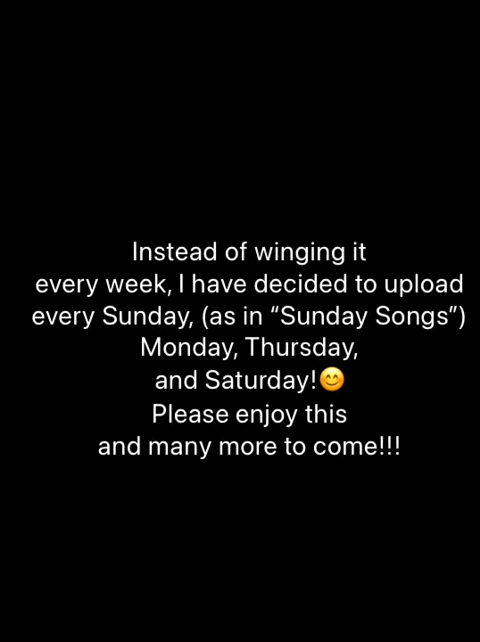 Instead of winging it
every week, I have decided to upload
every Sunday, (as in “Sunday Songs”)
Monday, Thursday,
and Saturday!😊
Please enjoy this
and many more to come!!!